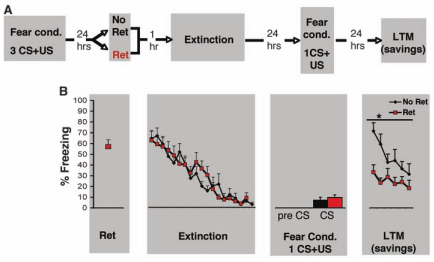 A
Fear cond.
3 CS+US
24
hrs
No
Ret
Ret
1
hr
Extinction
24
hrs
Fear
cond.
1CS+
US
24
hrs
LTM
(savings)
B
% Freezing
100
90
80
70
60
50
40
30
20
10
0
Ret
Extinction
pre CS CS
Fear Cond.
1 CS+US
No Ret
Ret
*
LTM
(savings)